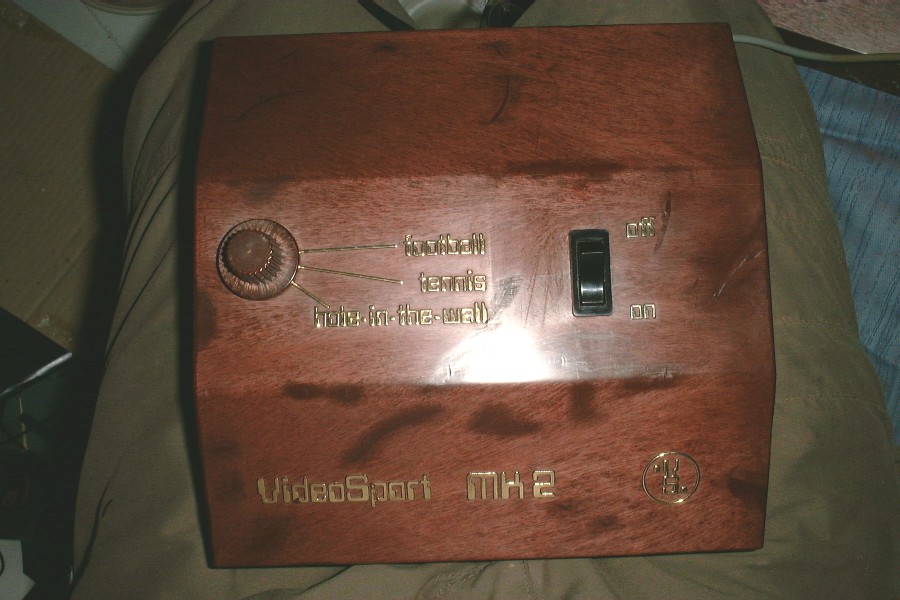 football
off
tennis
hole-in-the-wall
on
VideoSport MK2